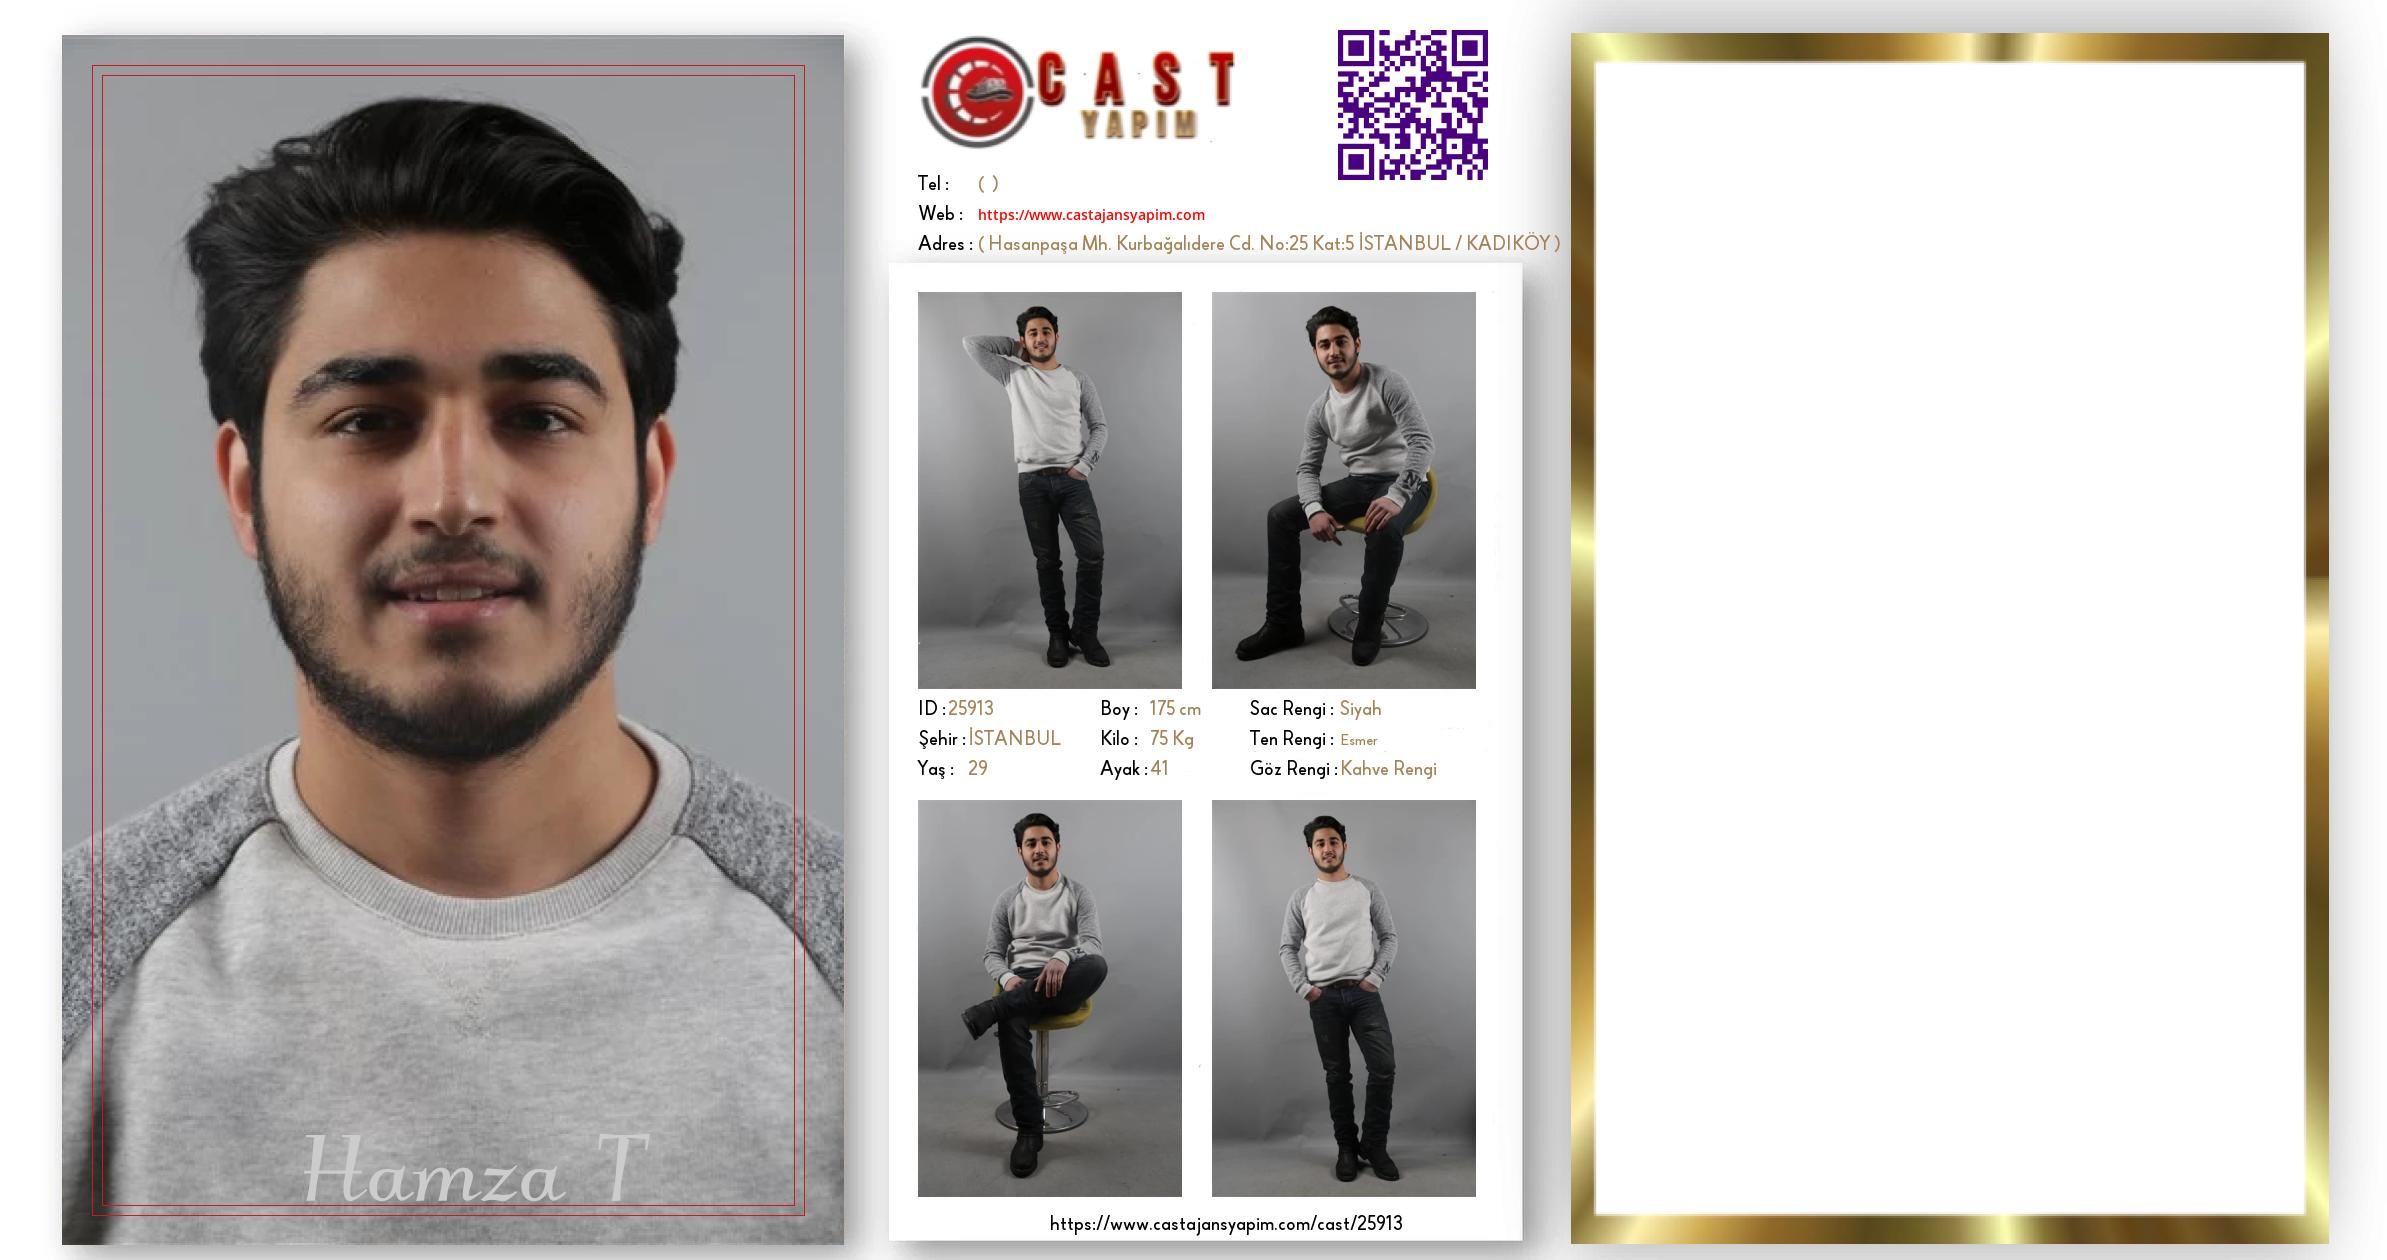 Hamza T
CAST
YAPIM
Tel : ( )
Web : https://www.castajansyapim.com
Adres : ( Hasanpaşa Mh. Kurbağalıdere Cd. No:25 Kat:5 İSTANBUL / KADIKÖY )
ID : 25913 Boy : 175 cm Sac Rengi : Siyah
Şehir : İSTANBUL Kilo : 75 Kg Ten Rengi : Esmer
Yaş : 29 Ayak : 41 Göz Rengi : Kahve Rengi
https://www.castajansyapim.com/cast/25913